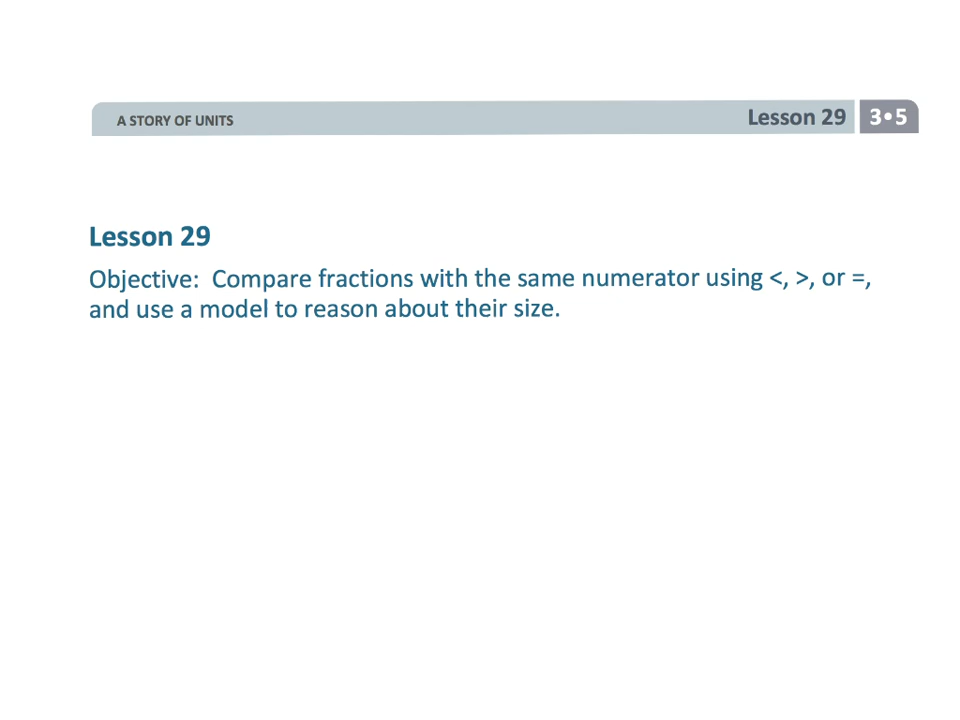 A STORY OF UNITS
Lesson 29 3•5
Lesson 29
Objective:  Compare fractions with the same numerator using <, >, or =,
and use a model to reason about their size.